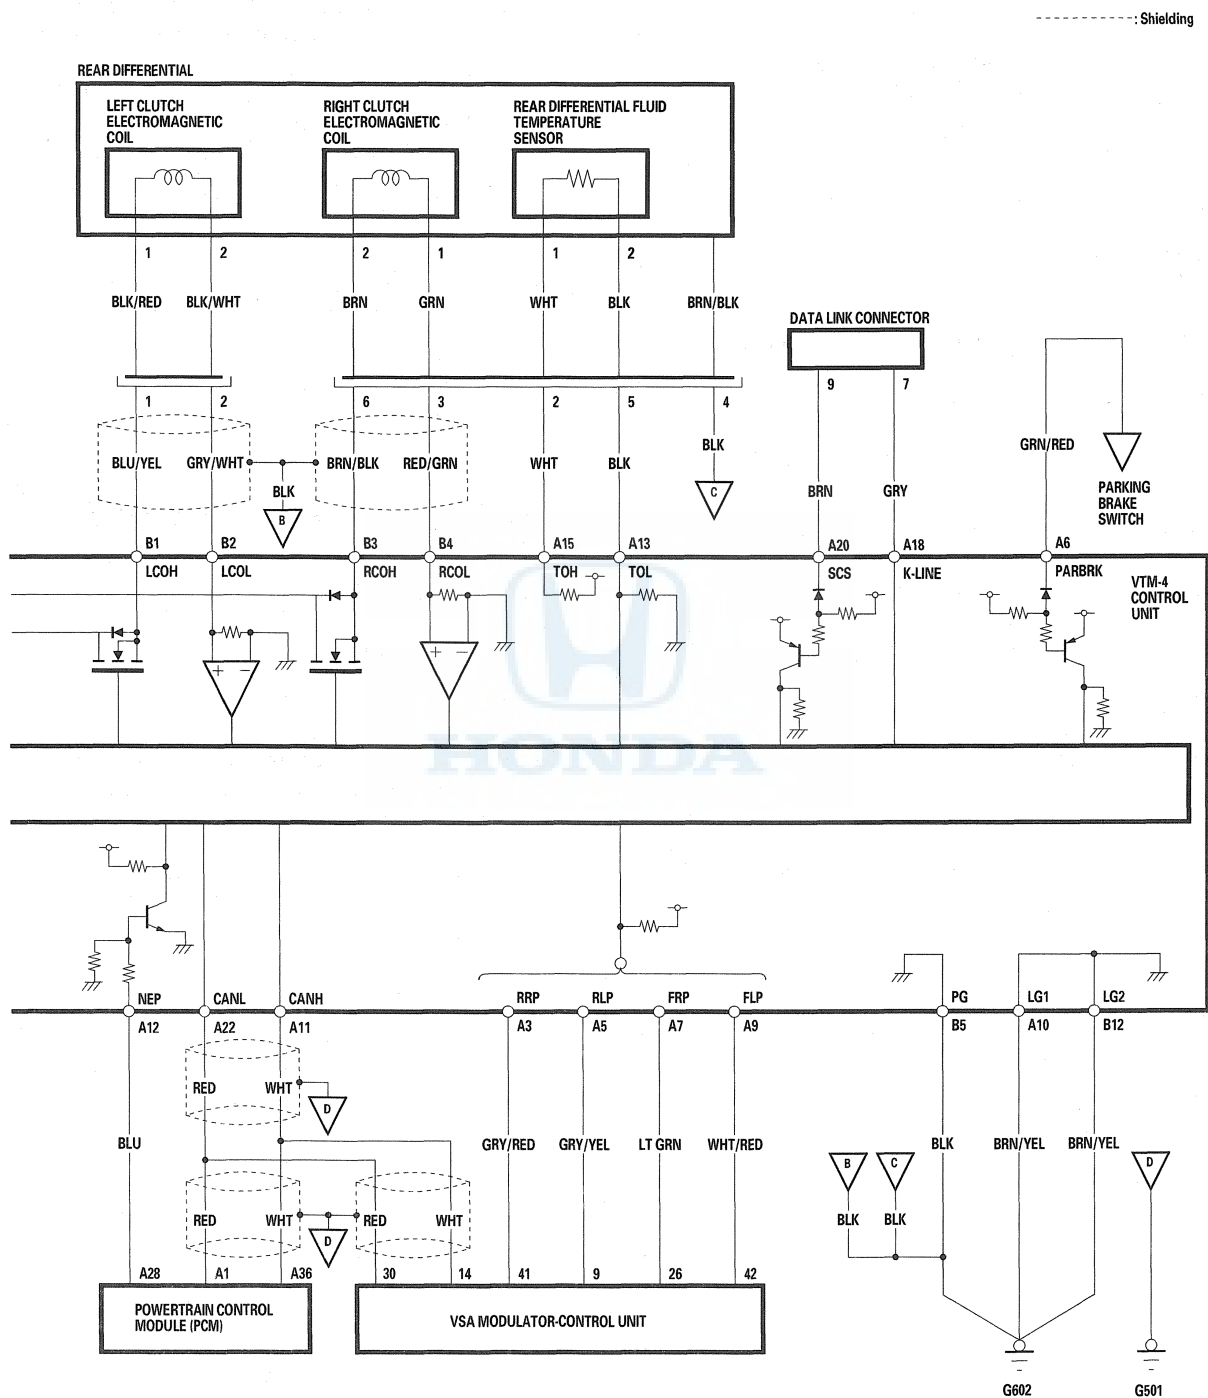 : Shielding
REAR DIFFERENTIAL
LEFT CLUTCH
ELECTROMAGNETIC
COIL
RIGHT CLUTCH
ELECTROMAGNETIC
COIL
REAR DIFFERENTIAL FLUID
TEMPERATURE
SENSOR
1 2 2 1 1 2
BLK/RED BLK/WHT BRN GRN WHT BLK BRN/BLK
DATA LINK CONNECTOR
9 7
1 2 6 3 2 5 4
BLU/YEL GRY/WHT BRN/BLK RED/GRN WHT BLK BLK
GRN/RED
BLK
B
C
BRN GRY
PARKING
BRAKE
SWITCH
B1 B2 B3 B4 A15 A13 A20 A18 A6
LCOH LCOL RCOH RCOL TOH TOL SCS K-LINE PARBRK
VTM-4
CONTROL
UNIT
+ − + −
HONDA
NEP CANL CANH RRP RLP FRP FLP PG LG1 LG2
A12 A22 A11 A3 A5 A7 A9 B5 A10 B12
RED WHT
D
BLU GRY/RED GRY/YEL LT GRN WHT/RED BLK BRN/YEL BRN/YEL
B C D
RED WHT RED WHT BLK BLK
D
A28 A1 A36 30 14 41 9 26 42
POWERTRAIN CONTROL
MODULE (PCM)
VSA MODULATOR-CONTROL UNIT
G602 G501